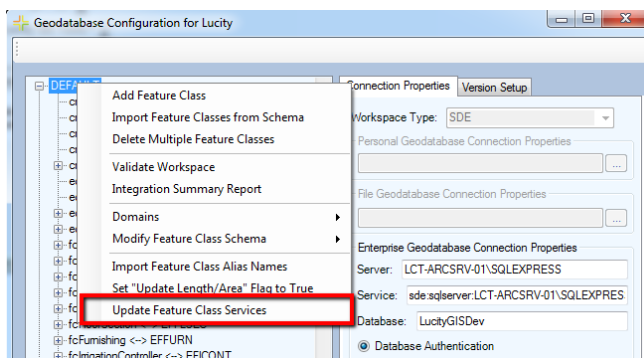 Geodatabase Configuration for Lucity
DEFAULT
Add Feature Class
Import Feature Classes from Schema
Delete Multiple Feature Classes
Validate Workspace
Integration Summary Report
Domains
Modify Feature Class Schema
Import Feature Class Alias Names
Set "Update Length/Area" Flag to True
Update Feature Class Services
fcFurnishing <--> EFFURN
fcIrrigationController <--> EFICONT
Connection Properties
Version Setup
Workspace Type: SDE
Personal Geodatabase Connection Properties
...
File Geodatabase Connection Properties
...
Enterprise Geodatabase Connection Properties
Server: LCT-ARCSRV-01\SQLEXPRESS
Service: sde:sqlserver:LCT-ARCSRV-01\SQLEXPRES
Database: LucityGISDev
Database Authentication